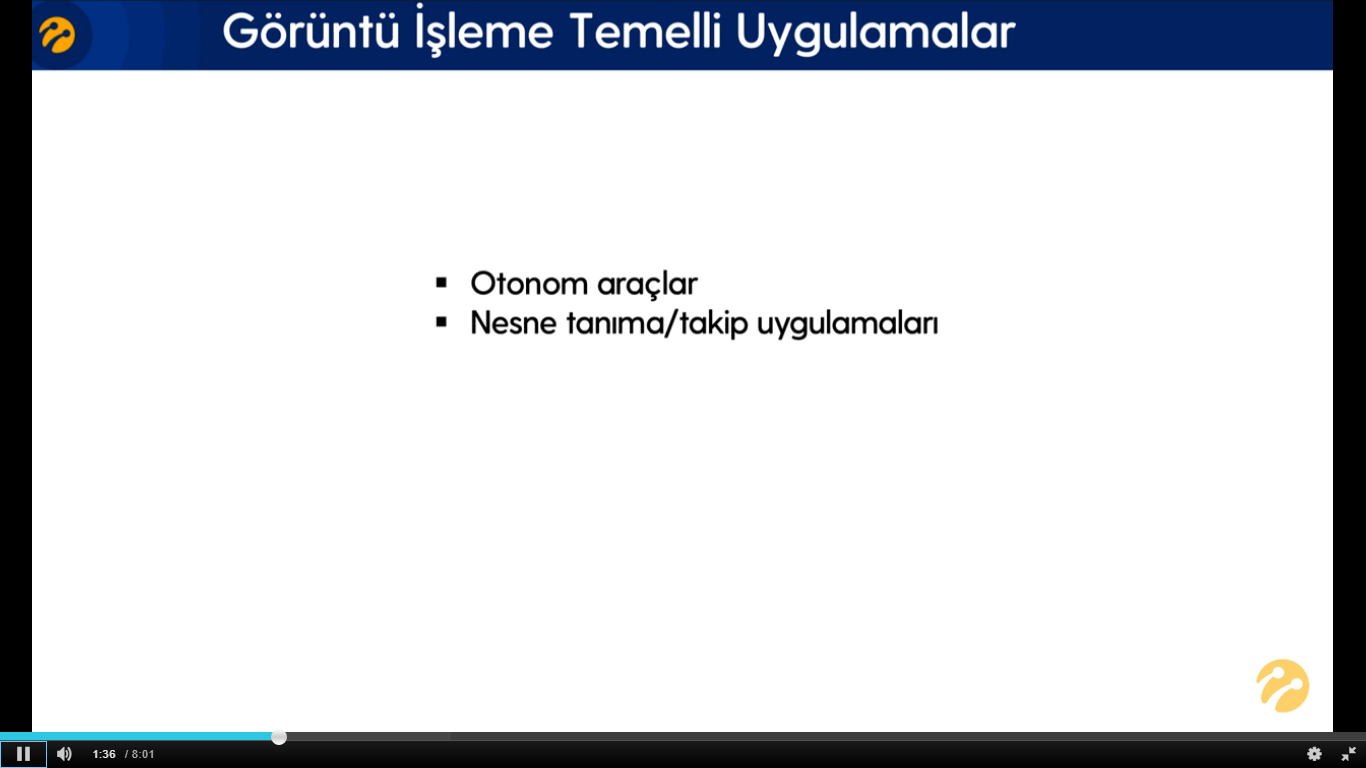 Görüntü İşleme Temelli Uygulamalar
▪ Otonom araçlar
▪ Nesne tanıma/takip uygulamaları
1:36 / 8:01